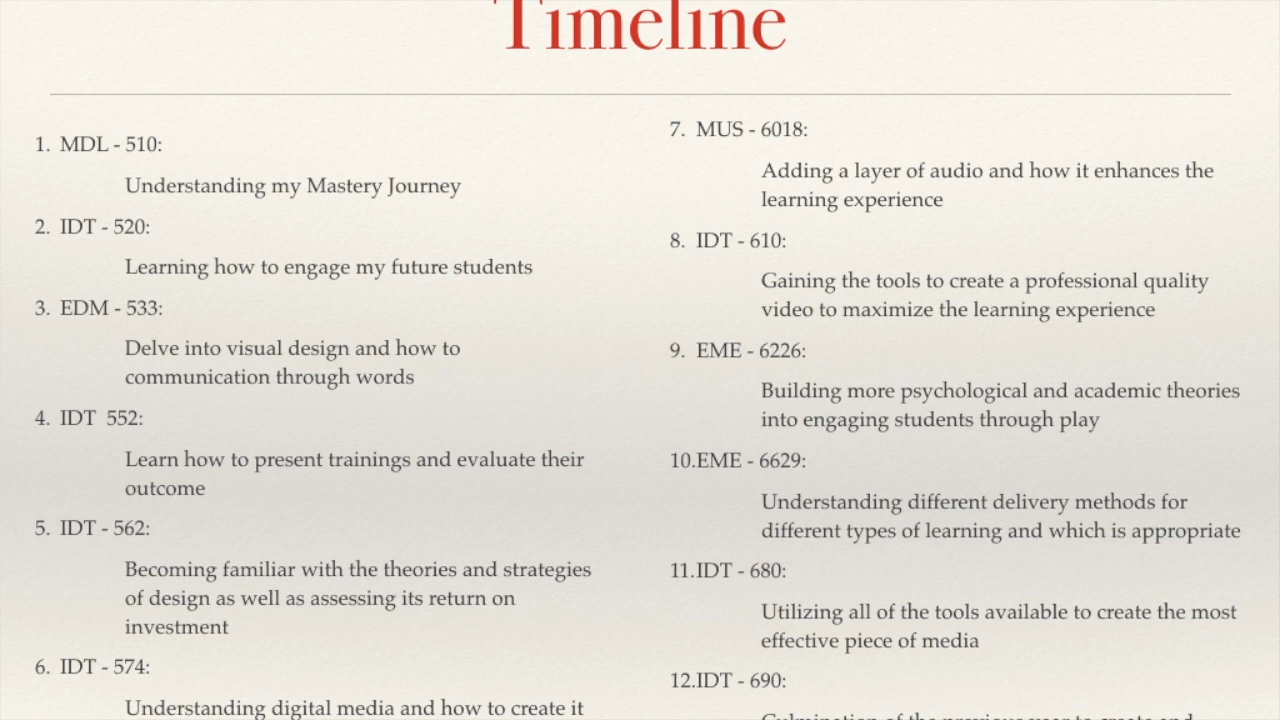 Timeline
1. MDL - 510:
Understanding my Mastery Journey
2. IDT - 520:
Learning how to engage my future students
3. EDM - 533:
Delve into visual design and how to
communication through words
4. IDT 552:
Learn how to present trainings and evaluate their
outcome
5. IDT - 562:
Becoming familiar with the theories and strategies
of design as well as assessing its return on
investment
6. IDT - 574:
Understanding digital media and how to create it
7. MUS - 6018:
Adding a layer of audio and how it enhances the
learning experience
8. IDT - 610:
Gaining the tools to create a professional quality
video to maximize the learning experience
9. EME - 6226:
Building more psychological and academic theories
into engaging students through play
10.EME - 6629:
Understanding different delivery methods for
different types of learning and which is appropriate
11.IDT - 680:
Utilizing all of the tools available to create the most
effective piece of media
12.IDT - 690:
Culmination of the previous year to create and